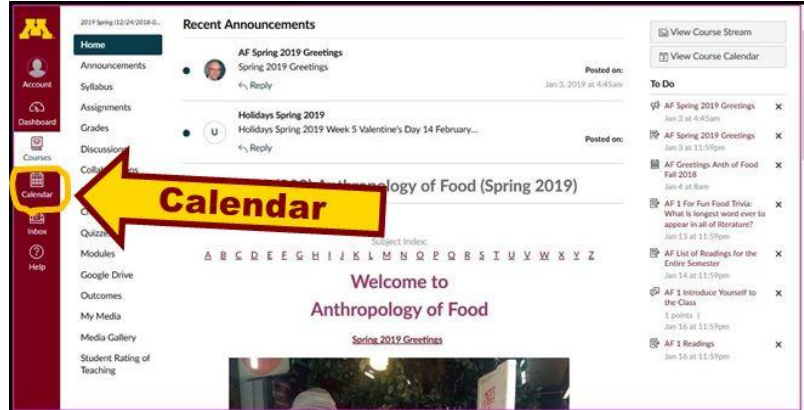 M
Account
Dashboard
Courses
Calendar
Inbox
Help
2019 Spring (12/24/2018-0...
Home
Announcements
Syllabus
Assignments
Grades
Discussions
Quizzes
Modules
Google Drive
Outcomes
My Media
Media Gallery
Student Rating of
Teaching
Recent Announcements
AF Spring 2019 Greetings
Spring 2019 Greetings
Reply
Posted on:
Jan 3, 2019 at 4:45am
Holidays Spring 2019
U
Holidays Spring 2019 Week 5 Valentine's Day 14 February...
Reply
Posted on:
Anthropology of Food (Spring 2019)
Calendar
Subject Index:
A B C D E F G H I J K L M N O P Q R S T U V W X Y Z
Welcome to
Anthropology of Food
Spring 2019 Greetings
View Course Stream
View Course Calendar
To Do
AF Spring 2019 Greetings
Jan 3 at 4:45am
AF Spring 2019 Greetings
Jan 3 at 11:59pm
AF Greetings Anth of Food
Fall 2018
Jan 4 at 8am
AF 1 For Fun Food Trivia:
What is longest word ever to
appear in all of literature?
Jan 13 at 11:59pm
AF List of Readings for the
Entire Semester
Jan 14 at 11:59pm
AF 1 Introduce Yourself to
the Class
1 points |
Jan 16 at 11:59pm
AF 1 Readings
Jan 16 at 11:59pm